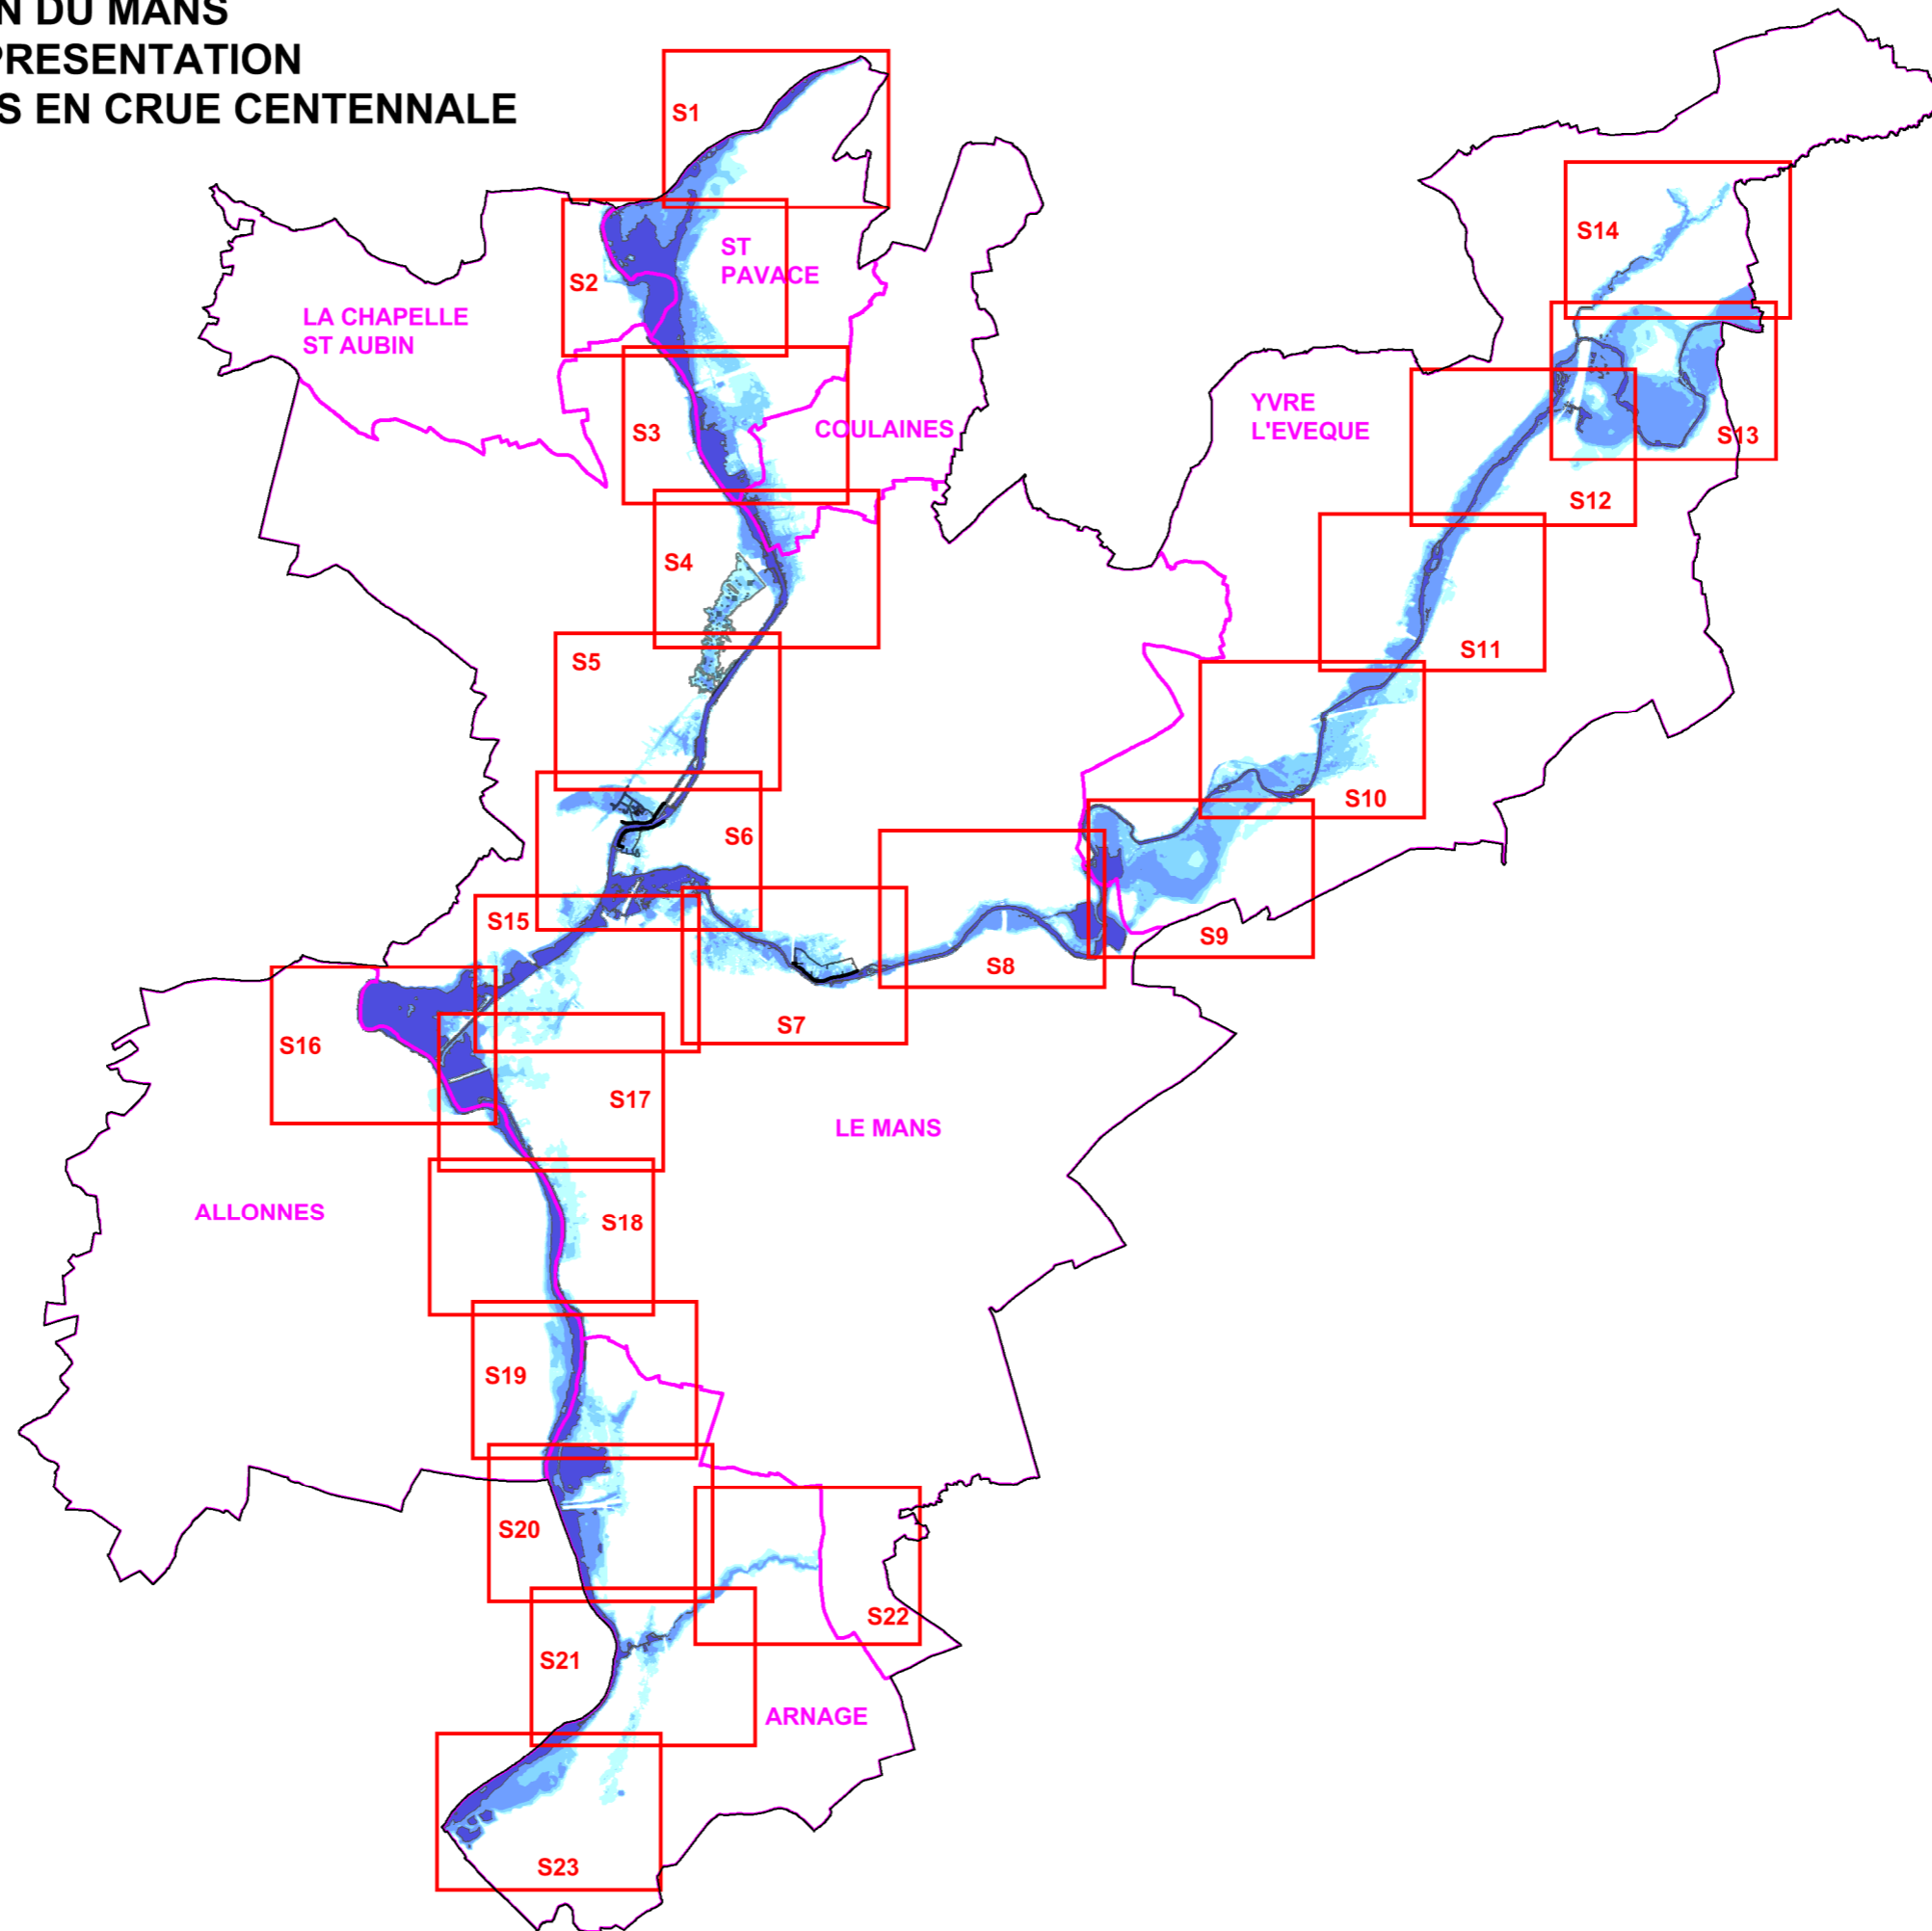 N DU MANS
PRESENTATION
S EN CRUE CENTENNALE
S1
S14
ST
PAVACE
S2
LA CHAPELLE
ST AUBIN
YVRE
L'EVEQUE
S3
COULAINES
S13
S12
S4
S11
S5
S10
S6
S15
S9
S8
S7
S16
S17
LE MANS
ALLONNES
S18
S19
S20
S22
S21
ARNAGE
S23